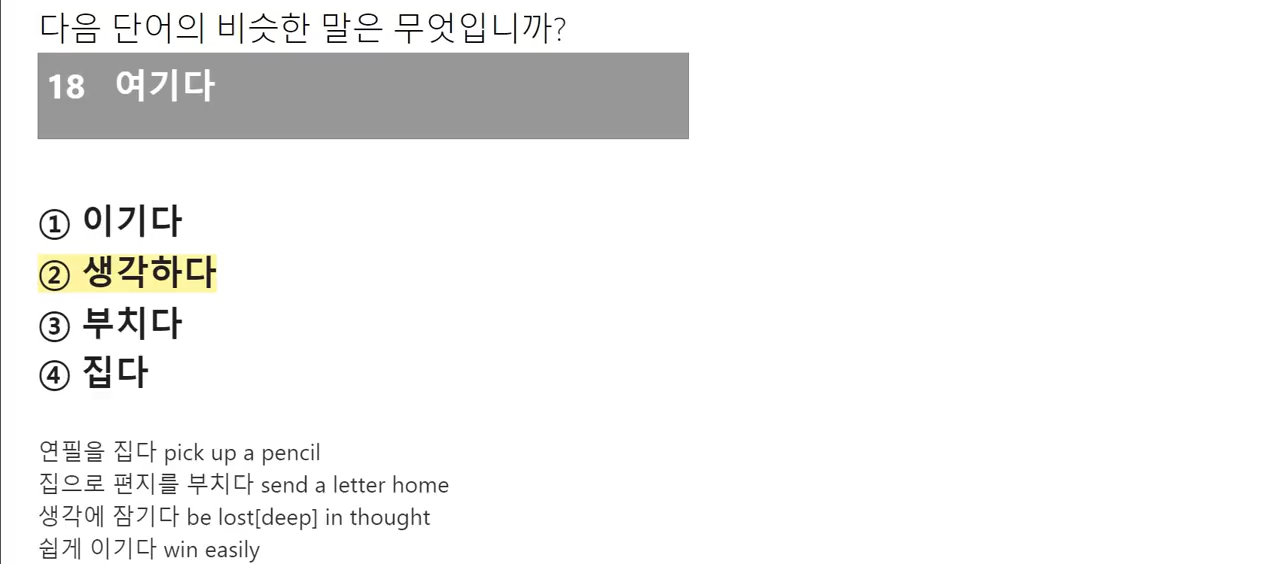 다음 단어의 비슷한 말은 무엇입니까?
18 여기다
① 이기다
② 생각하다
③ 부치다
④ 집다
연필을 집다 pick up a pencil
집으로 편지를 부치다 send a letter home
생각에 잠기다 be lost[deep] in thought
쉽게 이기다 win easily